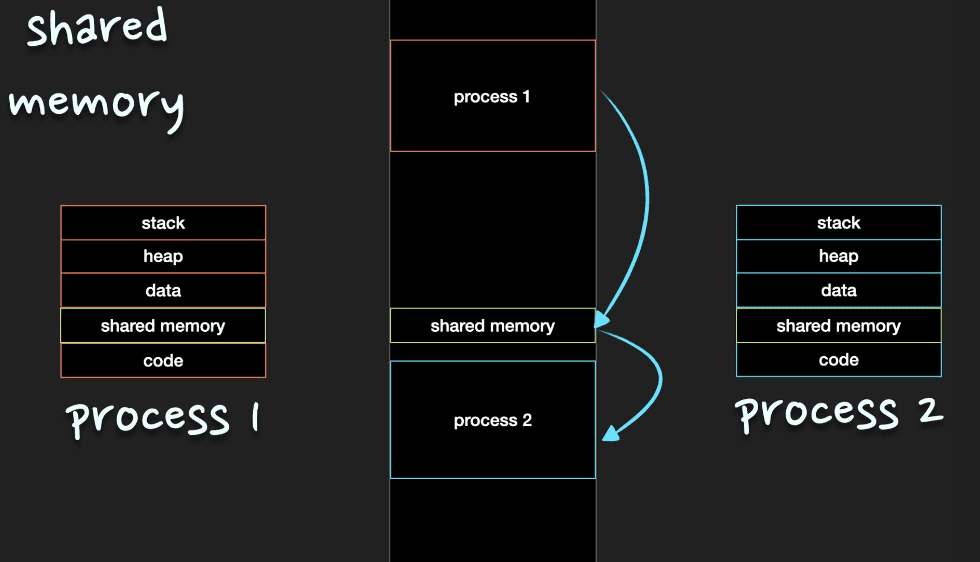 shared
memory
process 1
stack
heap
data
shared memory
code
process 1
shared memory
process 2
stack
heap
data
shared memory
code
process 2